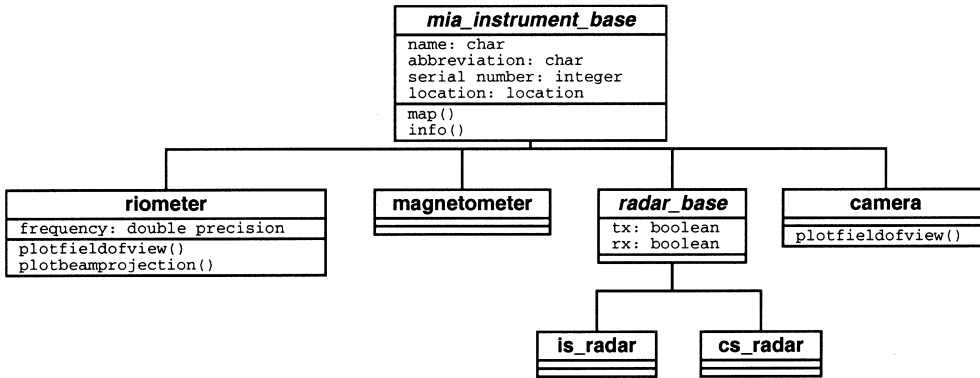 mia_instrument_base
name: char
abbreviation: char
serial number: integer
location: location
map()
info()
riometer
frequency: double precision
plotfieldofview()
plotbeamprojection()
magnetometer
radar_base
tx: boolean
rx: boolean
camera
plotfieldofview()
is_radar
cs_radar